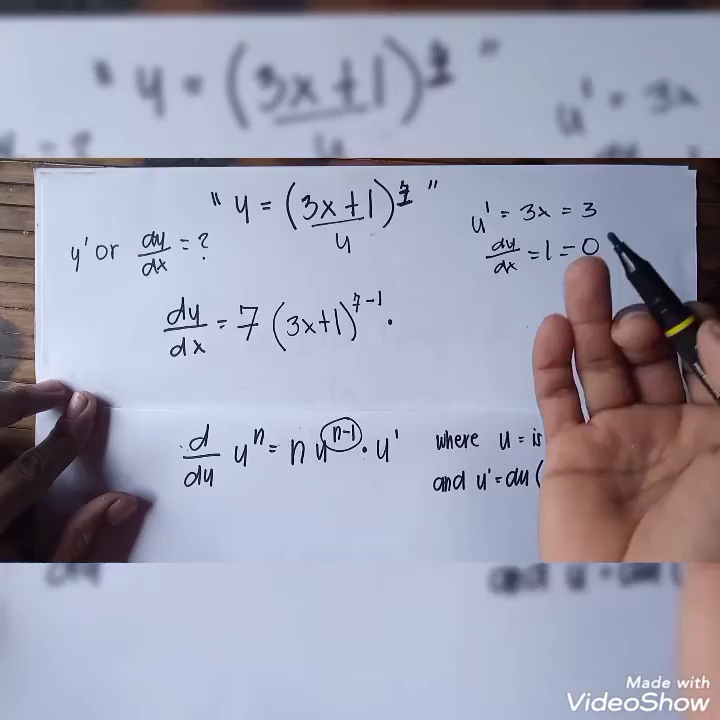 " y = (3x+1)⁷ "
u
u' = 3x = 3
y' or dy/dx = ?
dy/dx = 1 = 0
dy/dx = 7 (3x+1)^(7-1) ·
d/du uⁿ = n u^(n-1) · u'
where u = is
and u' = du (
Made with
VideoShow